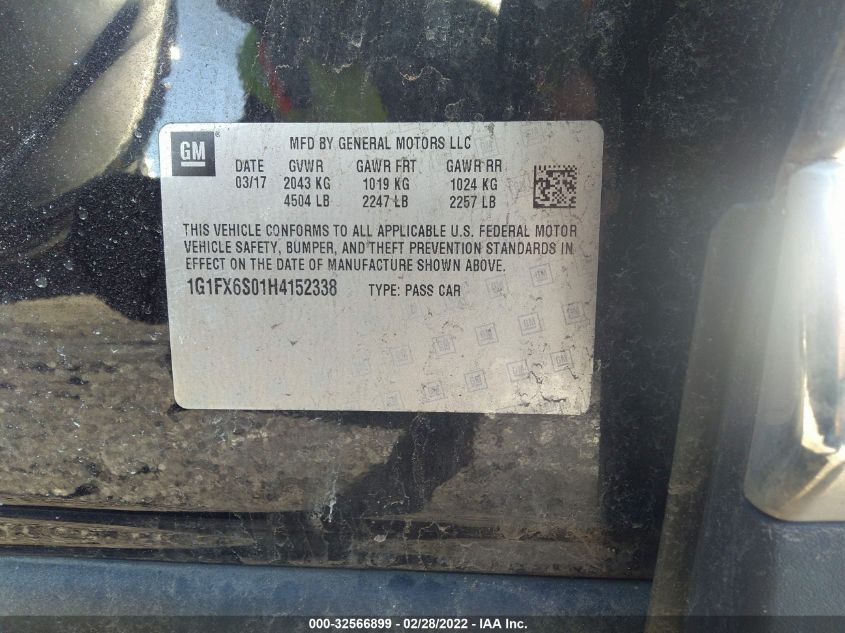 GM ® MFD BY GENERAL MOTORS LLC
DATE GVWR GAWR FRT GAWR RR
03/17 2043 KG 1019 KG 1024 KG
4504 LB 2247 LB 2257 LB
THIS VEHICLE CONFORMS TO ALL APPLICABLE U.S. FEDERAL MOTOR
VEHICLE SAFETY, BUMPER, AND THEFT PREVENTION STANDARDS IN
EFFECT ON THE DATE OF MANUFACTURE SHOWN ABOVE.
1G1FX6S01H4152338 TYPE: PASS CAR
000-32566899 - 02/28/2022 - IAA Inc.